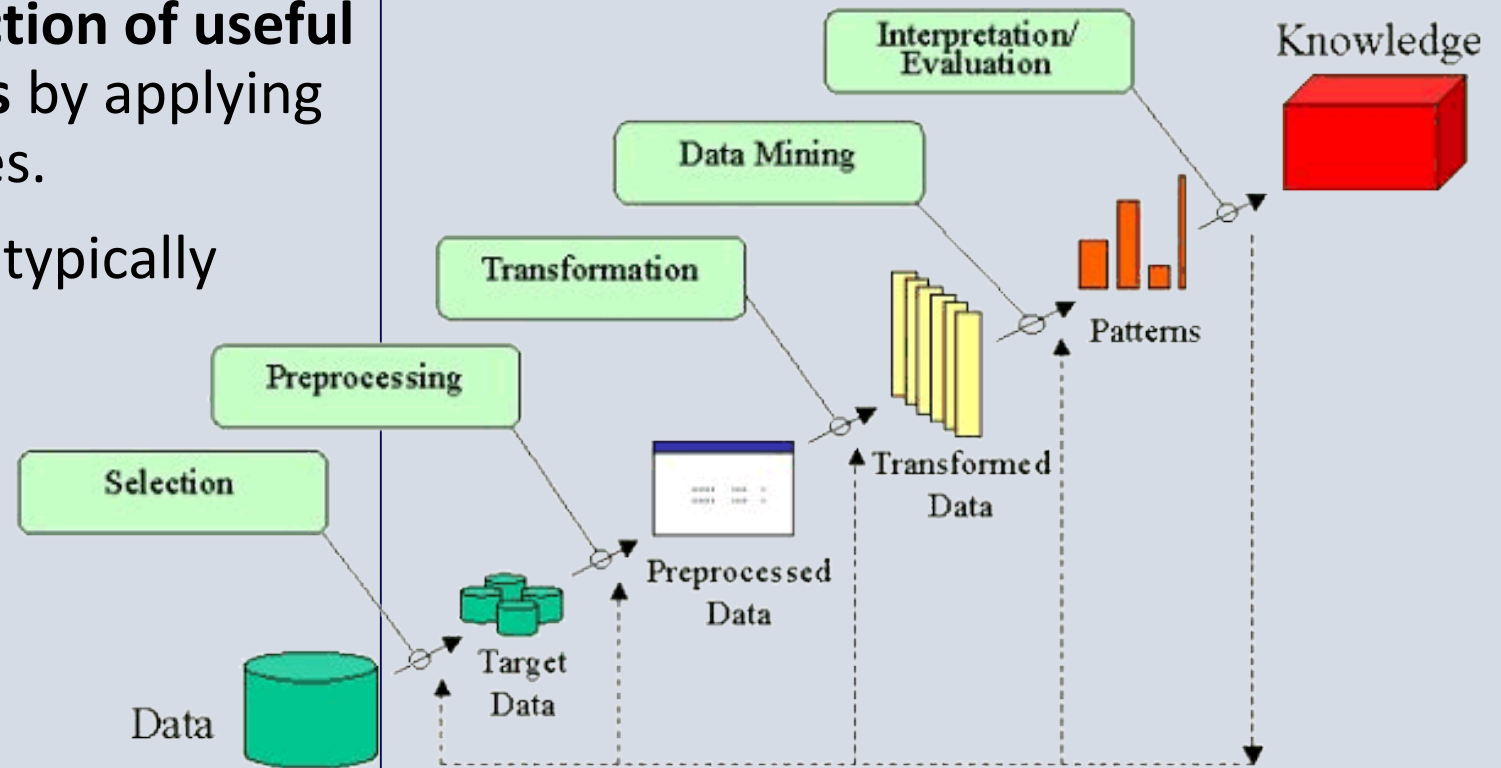 ction of useful
s by applying
es.
typically
Interpretation/
Evaluation
Knowledge
Data Mining
Transformation
Patterns
Preprocessing
Transformed
Data
Selection
Preprocessed
Data
Target
Data
Data